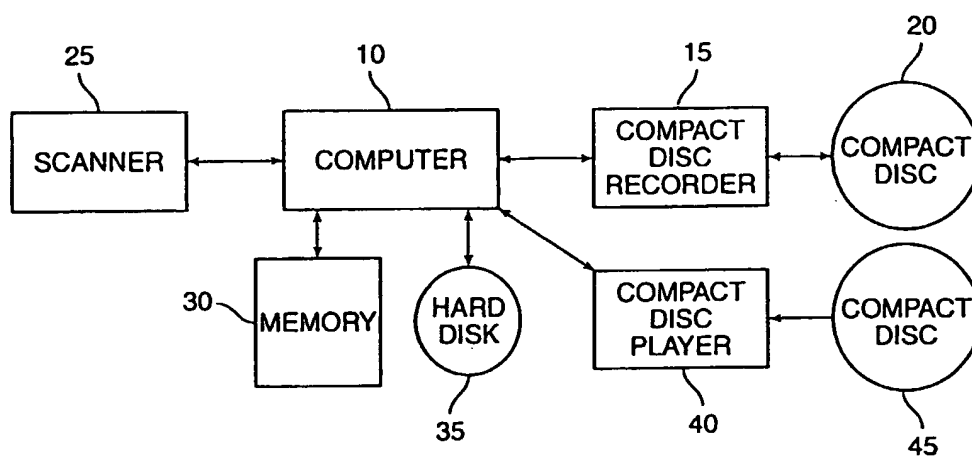 25
10
15
20
SCANNER
COMPUTER
COMPACT
DISC
RECORDER
COMPACT
DISC
30
MEMORY
HARD
DISK
COMPACT
DISC
PLAYER
COMPACT
DISC
35
40
45